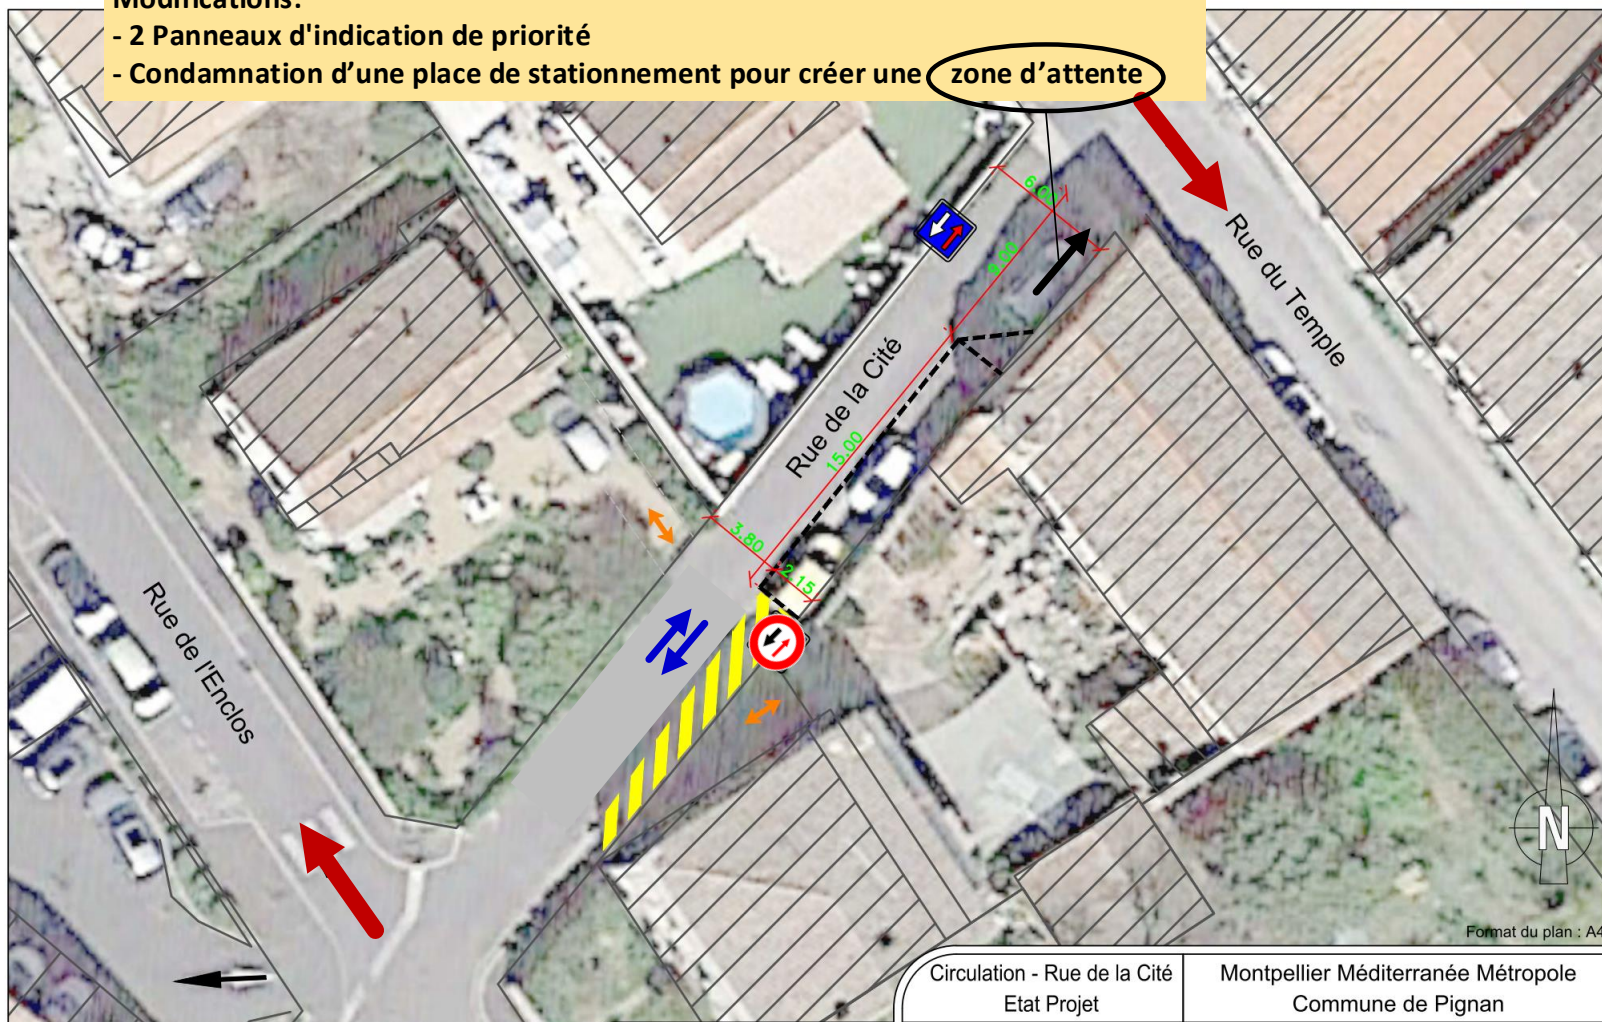 Modifications:
- 2 Panneaux d'indication de priorité
- Condamnation d'une place de stationnement pour créer une zone d'attente
6.00
8.00
Rue du Temple
Rue de la Cité
15.00
3.80
2.15
Rue de l'Enclos
N
Format du plan : A4
Circulation - Rue de la Cité
Etat Projet
Montpellier Méditerranée Métropole
Commune de Pignan